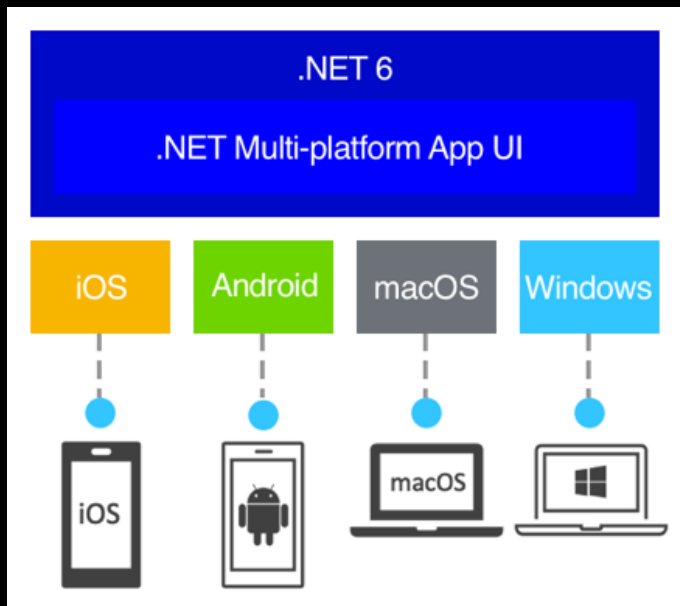 .NET 6
.NET Multi-platform App UI
iOS
Android
macOS
Windows
iOS
macOS